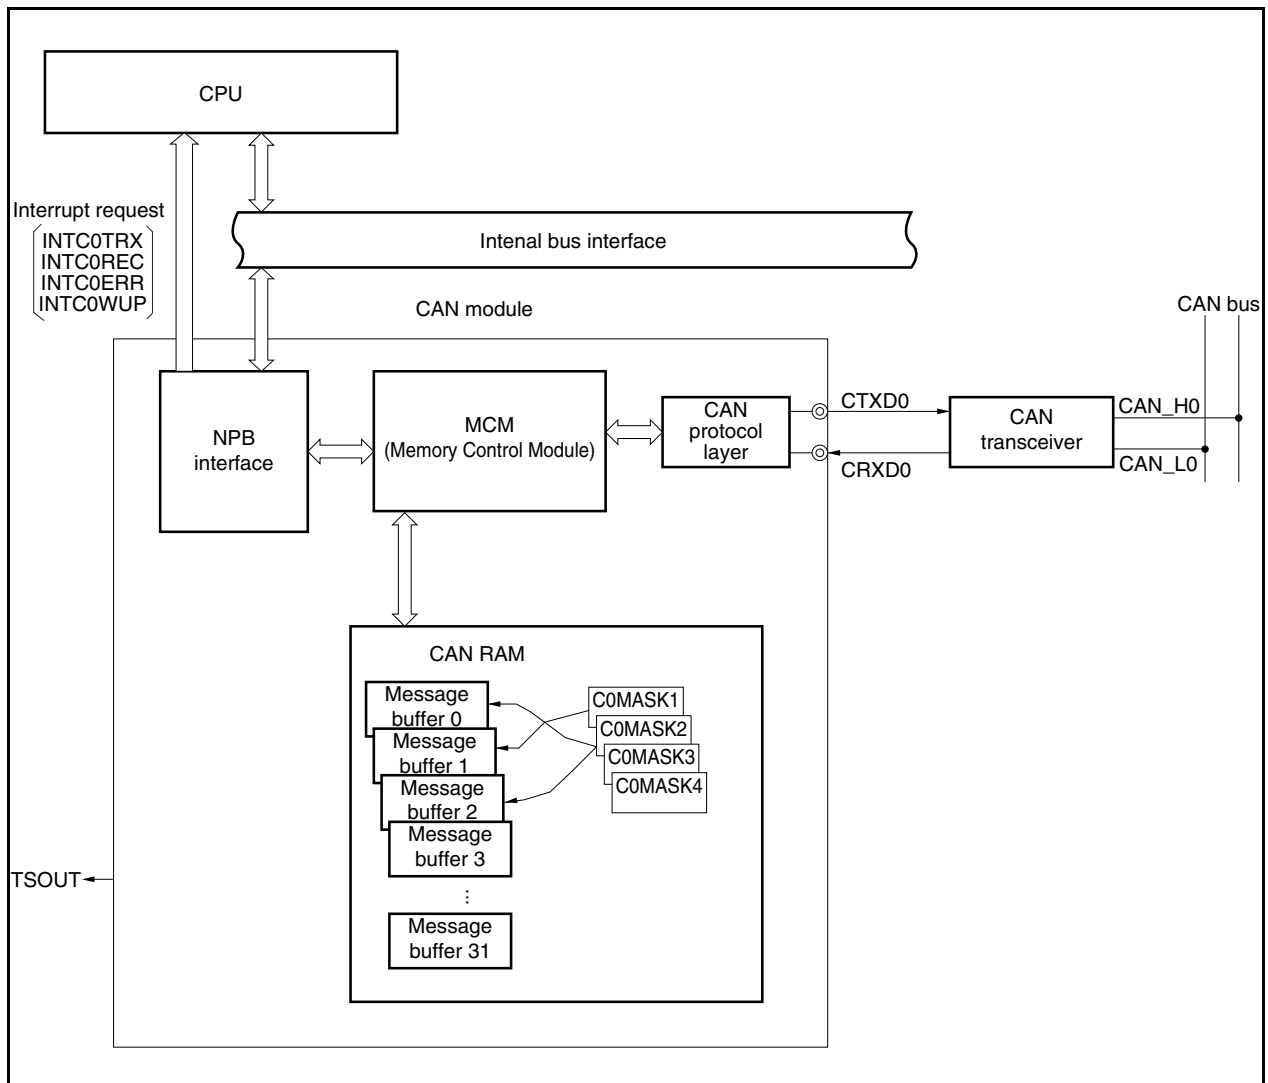 CPU
Interrupt request
INTC0TRX
INTC0REC
INTC0ERR
INTC0WUP
Intenal bus interface
CAN module
CAN bus
NPB
interface
MCM
(Memory Control Module)
CAN
protocol
layer
CTXD0
CRXD0
CAN
transceiver
CAN_H0
CAN_L0
CAN RAM
Message
buffer 0
Message
buffer 1
Message
buffer 2
Message
buffer 3
...
Message
buffer 31
C0MASK1
C0MASK2
C0MASK3
C0MASK4
TSOUT